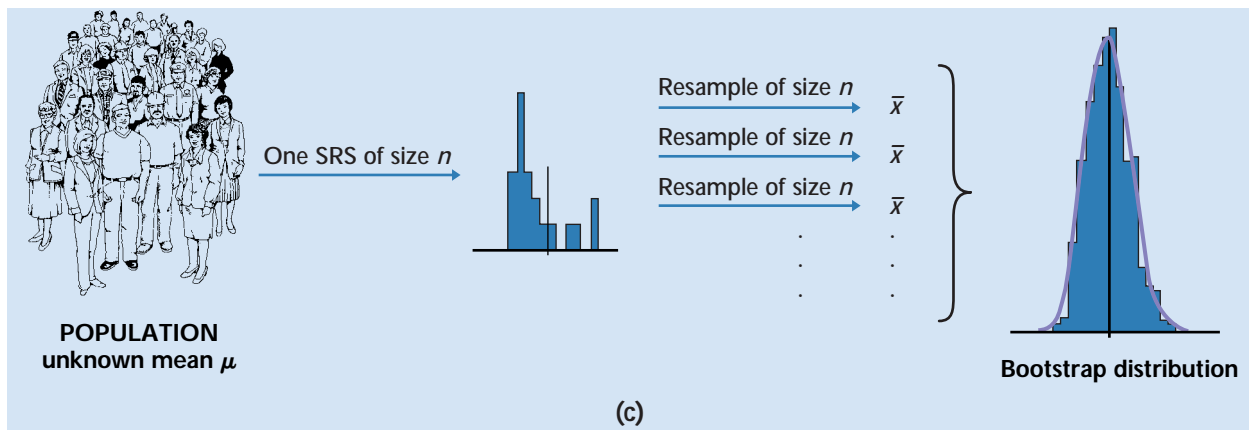 One SRS of size n
Resample of size n
x̄
Resample of size n
x̄
Resample of size n
x̄
. .
. .
. .
POPULATION
unknown mean μ
Bootstrap distribution
(c)